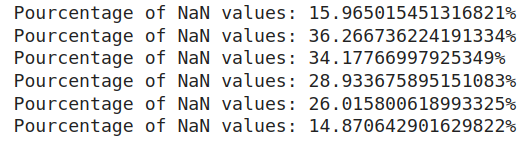 Pourcentage of NaN values: 15.965015451316821%
Pourcentage of NaN values: 36.266736224191334%
Pourcentage of NaN values: 34.17766997925349%
Pourcentage of NaN values: 28.933675895151083%
Pourcentage of NaN values: 26.015800618993325%
Pourcentage of NaN values: 14.870642901629822%